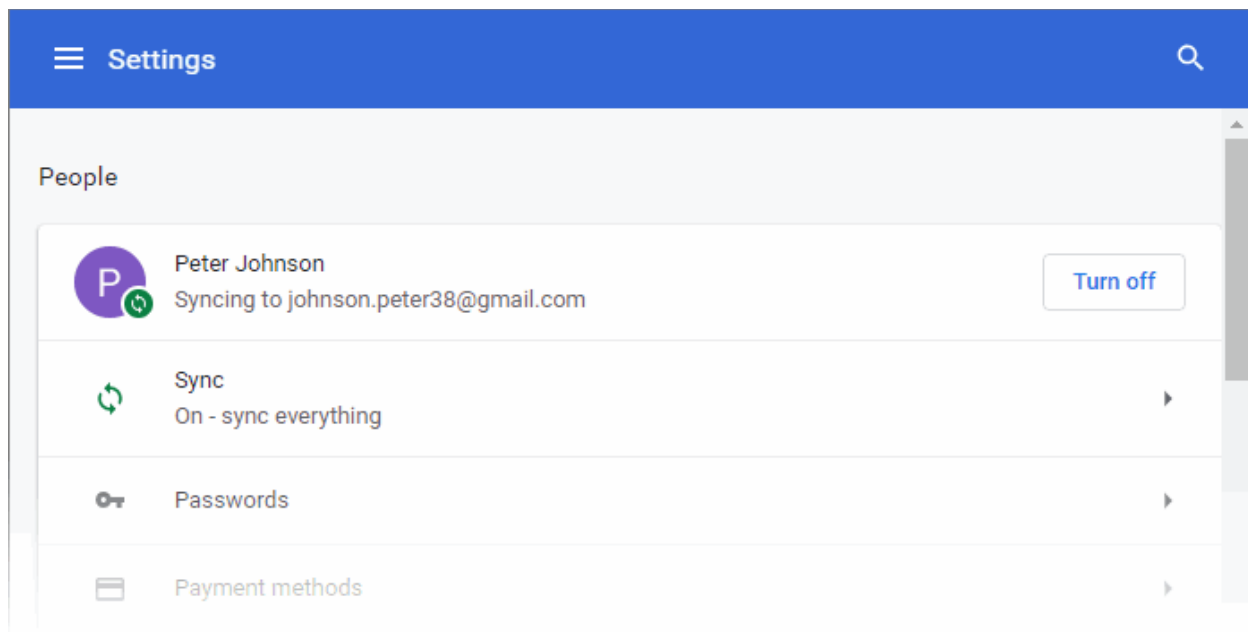 Settings
People
P
Peter Johnson
Syncing to johnson.peter38@gmail.com
Turn off
Sync
On - sync everything
Passwords
Payment methods